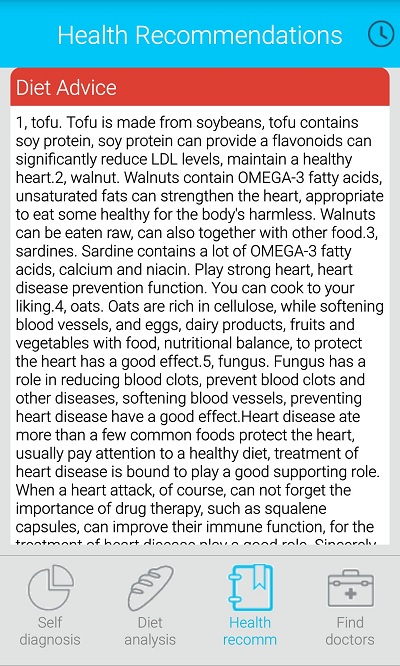 Health Recommendations
Diet Advice
1, tofu. Tofu is made from soybeans, tofu contains
soy protein, soy protein can provide a flavonoids can
significantly reduce LDL levels, maintain a healthy
heart.2, walnut. Walnuts contain OMEGA-3 fatty acids,
unsaturated fats can strengthen the heart, appropriate
to eat some healthy for the body's harmless. Walnuts
can be eaten raw, can also together with other food.3,
sardines. Sardine contains a lot of OMEGA-3 fatty
acids, calcium and niacin. Play strong heart, heart
disease prevention function. You can cook to your
liking.4, oats. Oats are rich in cellulose, while softening
blood vessels, and eggs, dairy products, fruits and
vegetables with food, nutritional balance, to protect
the heart has a good effect.5, fungus. Fungus has a
role in reducing blood clots, prevent blood clots and
other diseases, softening blood vessels, preventing
heart disease have a good effect.Heart disease ate
more than a few common foods protect the heart,
usually pay attention to a healthy diet, treatment of
heart disease is bound to play a good supporting role.
When a heart attack, of course, can not forget the
importance of drug therapy, such as squalene
capsules, can improve their immune function, for the
treatment of heart disease play a good role. Sincerely
Self
diagnosis
Diet
analysis
Health
recomm
Find
doctors